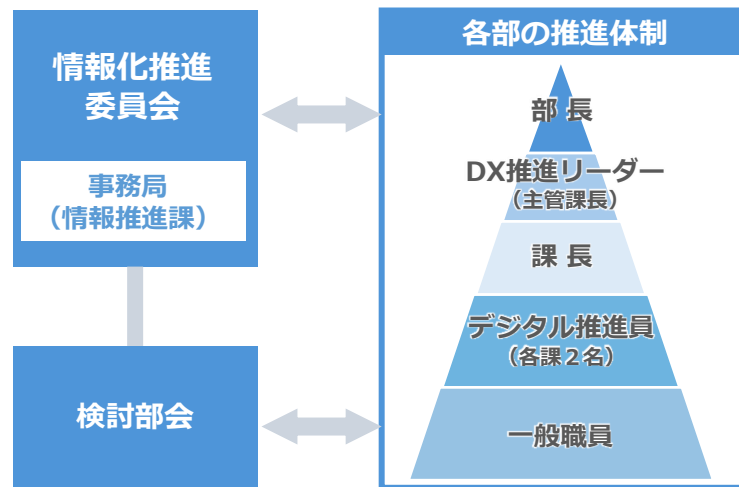 情報化推進
委員会
事務局
（情報推進課）
検討部会
各部の推進体制
部 長
DX推進リーダー
（主管課長）
課 長
デジタル推進員
（各課２名）
一般職員